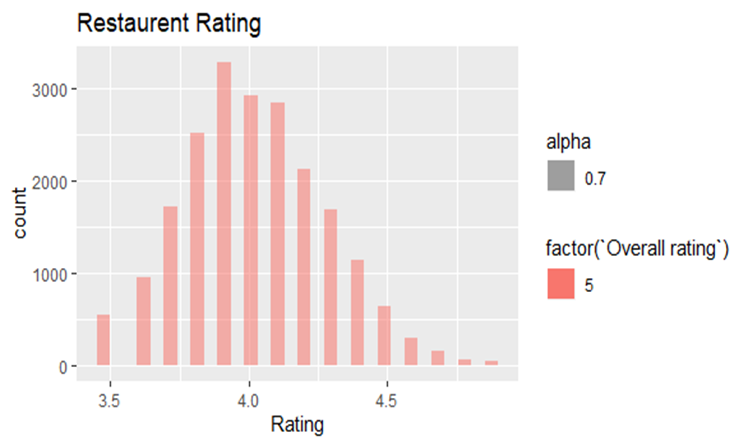 Restaurent Rating
3000
2000
1000
0
count
3.5
4.0
4.5
Rating
alpha
0.7
factor(`Overall rating`)
5